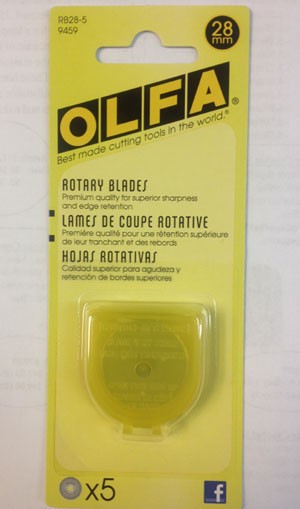 RB28-5
9459
28
mm
OLFA®
Best made cutting tools in the world.®
ROTARY BLADES
Premium quality for superior sharpness
and edge retention
LAMES DE COUPE ROTATIVE
Première qualité pour une rétention supérieure
de leur tranchant et des rebords
HOJAS ROTATIVAS
Calidad superior para agudeza y
retención de bordes superiores
x5
f